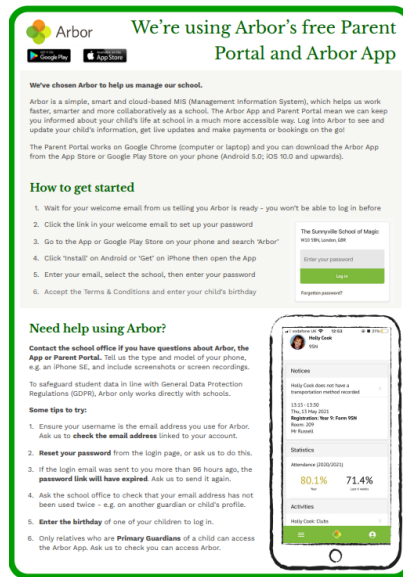 Arbor
We're using Arbor's free Parent
Portal and Arbor App
Google Play
App Store
We've chosen Arbor to help us manage our school.
Arbor is a simple, smart and cloud-based MIS (Management Information System), which helps us work
faster, smarter and more collaboratively as a school. The Arbor App and Parent Portal mean we can keep
you informed about your child's life at school in a much more accessible way. Log into Arbor to see and
update your child's information, get live updates and make payments or bookings on the go!
The Parent Portal works on Google Chrome (computer or laptop) and you can download the Arbor App
from the App Store or Google Play Store on your phone (Android 5.0; iOS 10.0 and upwards).
How to get started
1. Wait for your welcome email from us telling you Arbor is ready - you won't be able to log in before
2. Click the link in your welcome email to set up your password
3. Go to the App or Google Play Store on your phone and search 'Arbor'
4. Click 'Install' on Android or 'Get' on iPhone then open the App
5. Enter your email, select the school, then enter your password
6. Accept the Terms & Conditions and enter your child's birthday
The Sunnyville School of Magic
W13 5BN, London, GBR
Enter your password
Log in
Forgotten password?
Need help using Arbor?
Contact the school office if you have questions about Arbor, the
App or Parent Portal. Tell us the type and model of your phone,
e.g. an iPhone SE, and include screenshots or screen recordings.
To safeguard student data in line with General Data Protection
Regulations (GDPR), Arbor only works directly with schools.
Some tips to try:
1. Ensure your username is the email address you use for Arbor.
Ask us to check the email address linked to your account.
2. Reset your password from the login page, or ask us to do this.
3. If the login email was sent to you more than 96 hours ago, the
password link will have expired. Ask us to send it again.
4. Ask the school office to check that your email address has not
been used twice - e.g. on another guardian or child's profile.
5. Enter the birthday of one of your children to log in.
6. Only relatives who are Primary Guardians of a child can access
the Arbor App. Ask us to check you can access Arbor.
vodafone UK
12:53
Holly Cook
9SN
Notices
Holly Cook does not have a
transportation method recorded
13:15 - 13:30
Thu, 13 May 2021
Registration: Year 9: Form 9SN
Room: 209
Mr Russell
Statistics
Attendance (2020/2021)
80.1%
71.4%
Year
Last 4 weeks
Activities
Holly Cook: Clubs